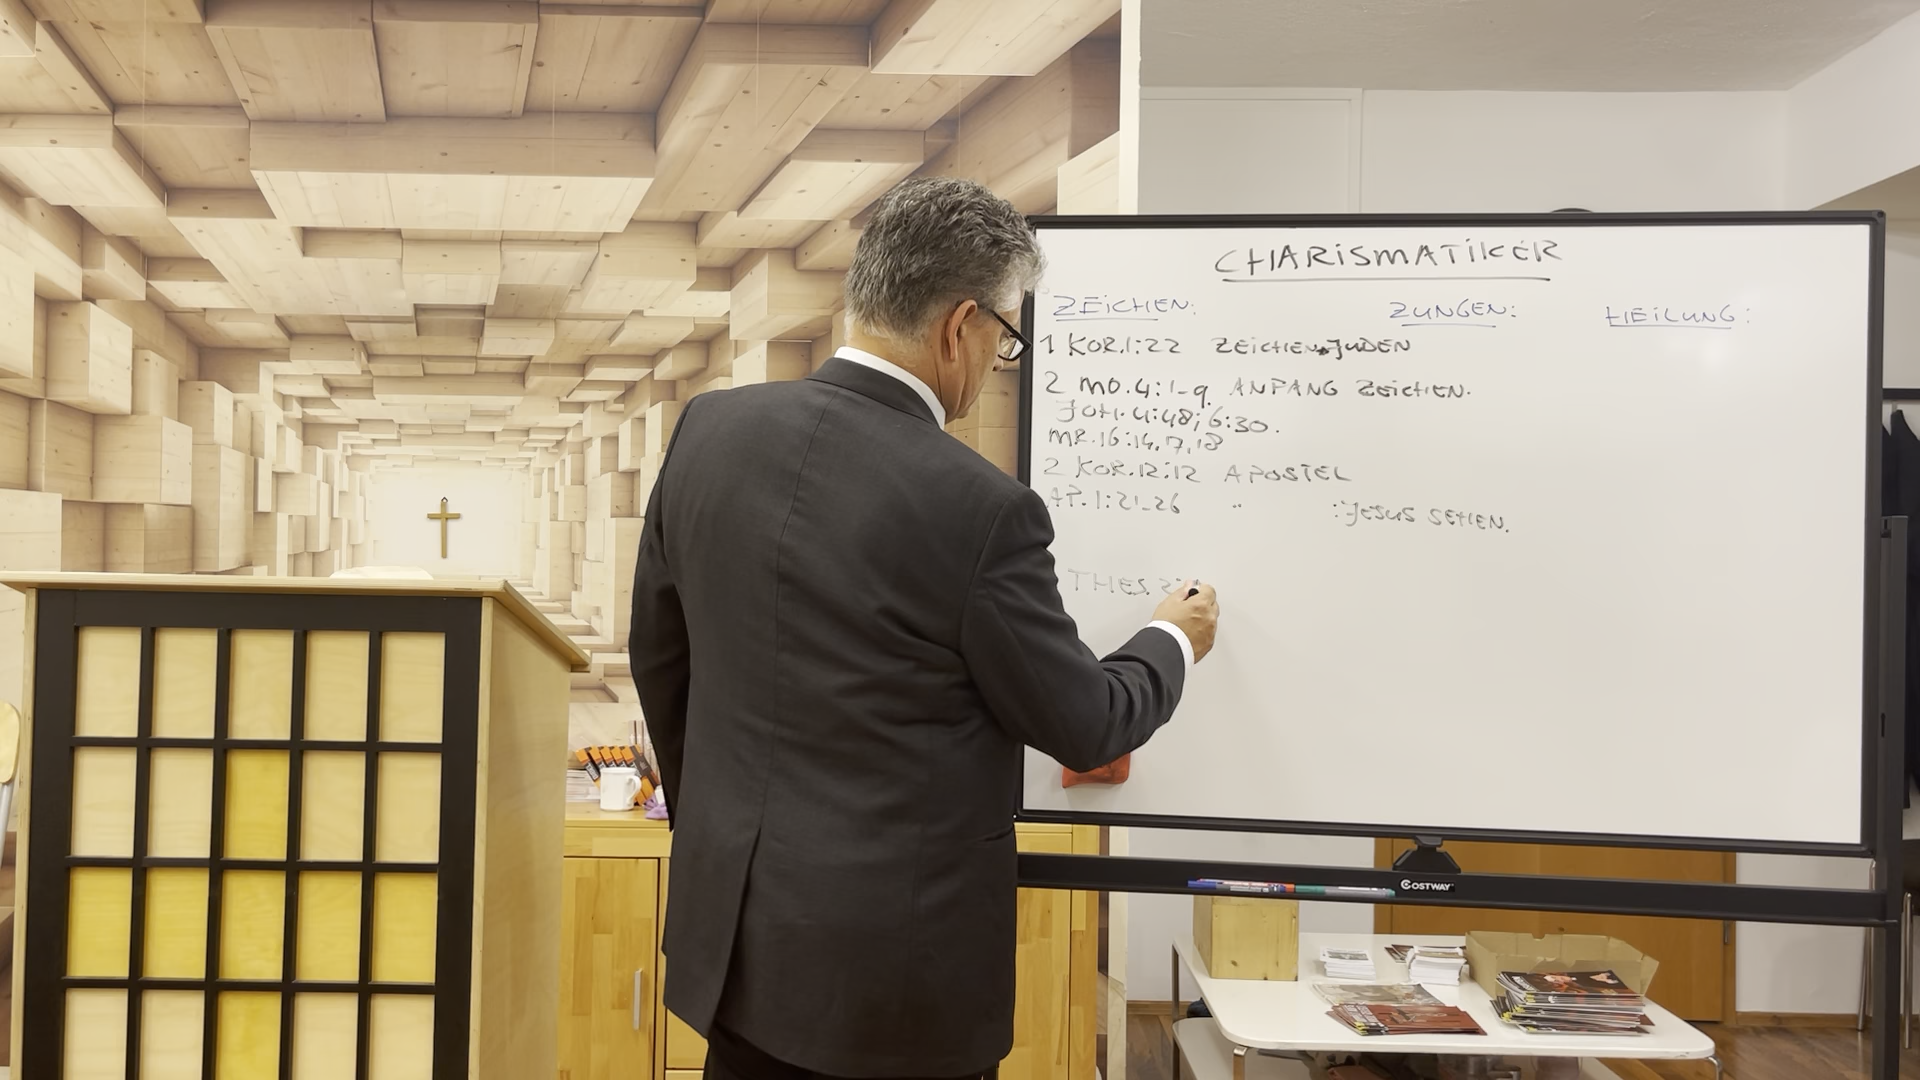 CHARISMATIKER
ZEICHEN: ZUNGEN: HEILUNG:
1 KOR.1:22 ZEICHEN JUDEN
2 MO.4:1-9. ANFANG ZEICHEN.
JOH. 4:48; 6:30.
MR.16:14,17,18
2 KOR.12:12 APOSTEL
AP.1:21-26 " : JESUS SEHEN.
THES. 2:
COSTWAY